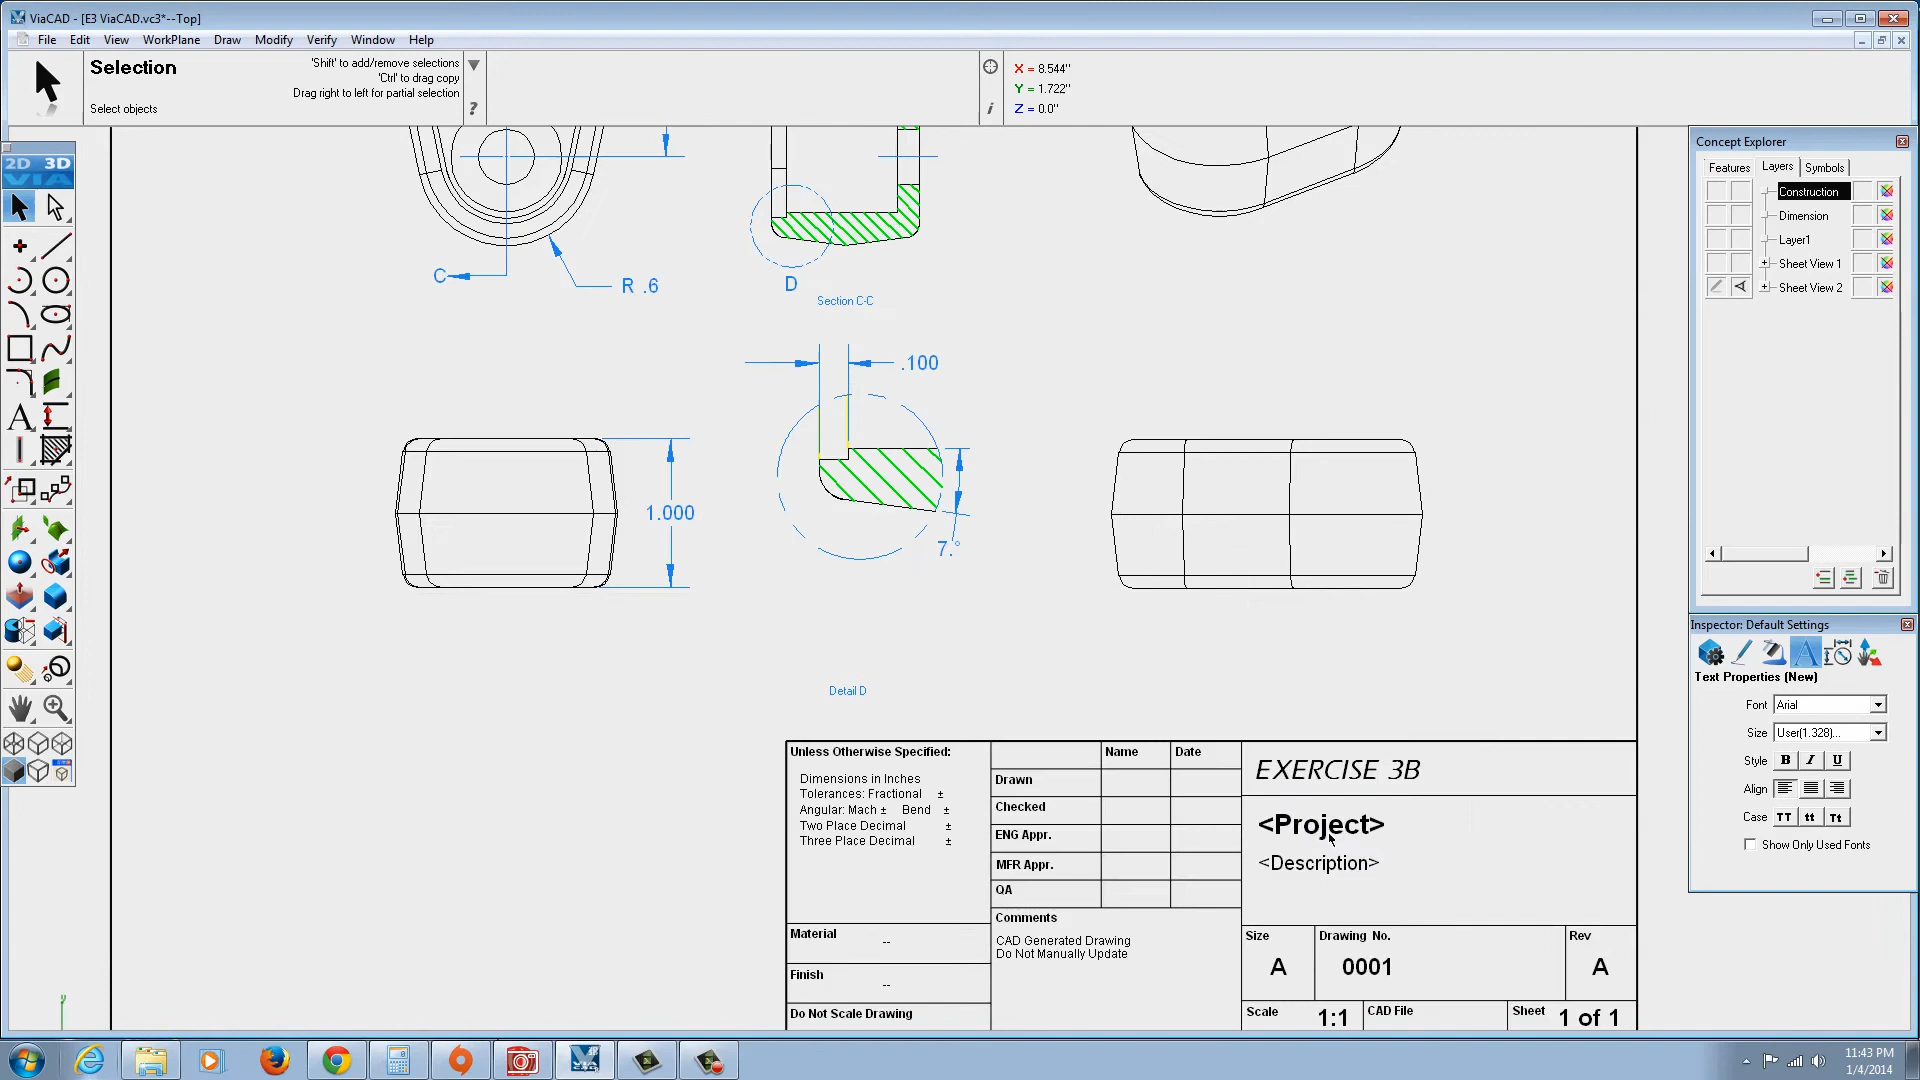 ViaCAD - [E3 ViaCAD.vc3*--Top]
File Edit View WorkPlane Draw Modify Verify Window Help
Selection
'Shift' to add/remove selections
'Ctrl' to drag copy
Drag right to left for partial selection
Select objects
?
i
X = 8.544"
Y = 1.722"
Z = 0.0"
2D 3D
VIA
A
C
R .6
D
Section C-C
.100
1.000
7.°
Detail D
Unless Otherwise Specified:
Dimensions in Inches
Tolerances: Fractional ±
Angular: Mach ± Bend ±
Two Place Decimal ±
Three Place Decimal ±
Material
--
Finish
--
Do Not Scale Drawing
Name Date
Drawn
Checked
ENG Appr.
MFR Appr.
QA
Comments
CAD Generated Drawing
Do Not Manually Update
EXERCISE 3B
<Project>
<Description>
Size Drawing No. Rev
A 0001 A
Scale 1:1 CAD File Sheet 1 of 1
Concept Explorer
Features Layers Symbols
Construction
Dimension
Layer1
Sheet View 1
Sheet View 2
Inspector: Default Settings
A
Text Properties (New)
Font Arial
Size User(1.328)...
Style B I U
Align
Case TT tt Tt
Show Only Used Fonts
y
11:43 PM
1/4/2014